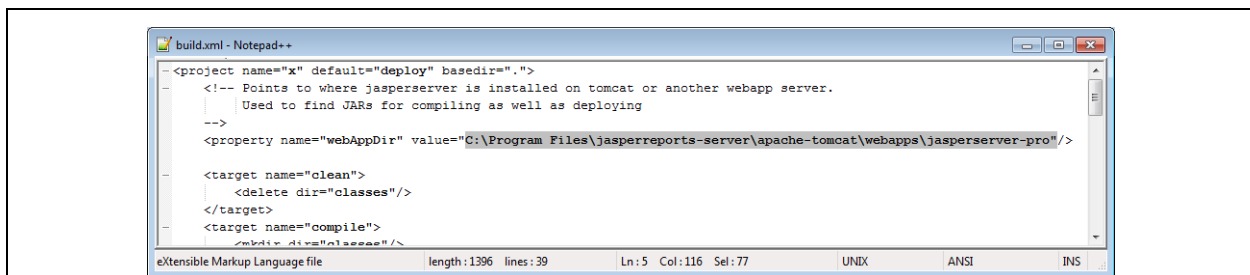 build.xml - Notepad++
<project name="x" default="deploy" basedir=".">
<!-- Points to where jasperserver is installed on tomcat or another webapp server.
Used to find JARs for compiling as well as deploying
-->
<property name="webAppDir" value="C:\Program Files\jasperreports-server\apache-tomcat\webapps\jasperserver-pro"/>
<target name="clean">
<delete dir="classes"/>
</target>
<target name="compile">
<mkdir dir="classes"/>
eXtensible Markup Language file length : 1396 lines : 39 Ln : 5 Col : 116 Sel : 77 UNIX ANSI INS